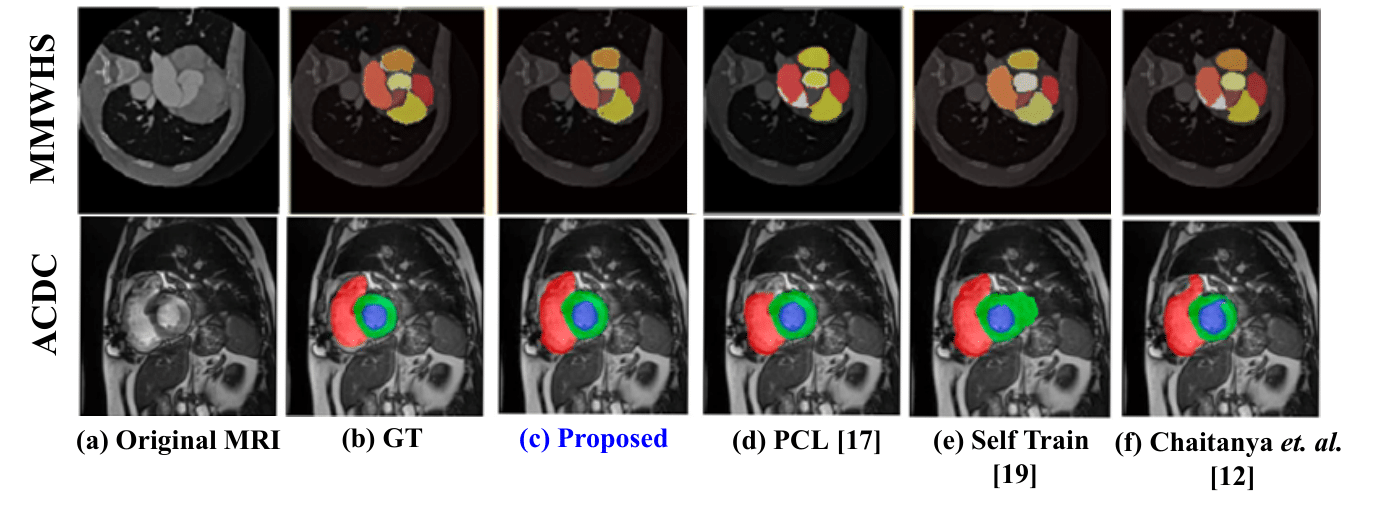 MMWHS
ACDC
(a) Original MRI
(b) GT
(c) Proposed
(d) PCL [17]
(e) Self Train
[19]
(f) Chaitanya et. al.
[12]